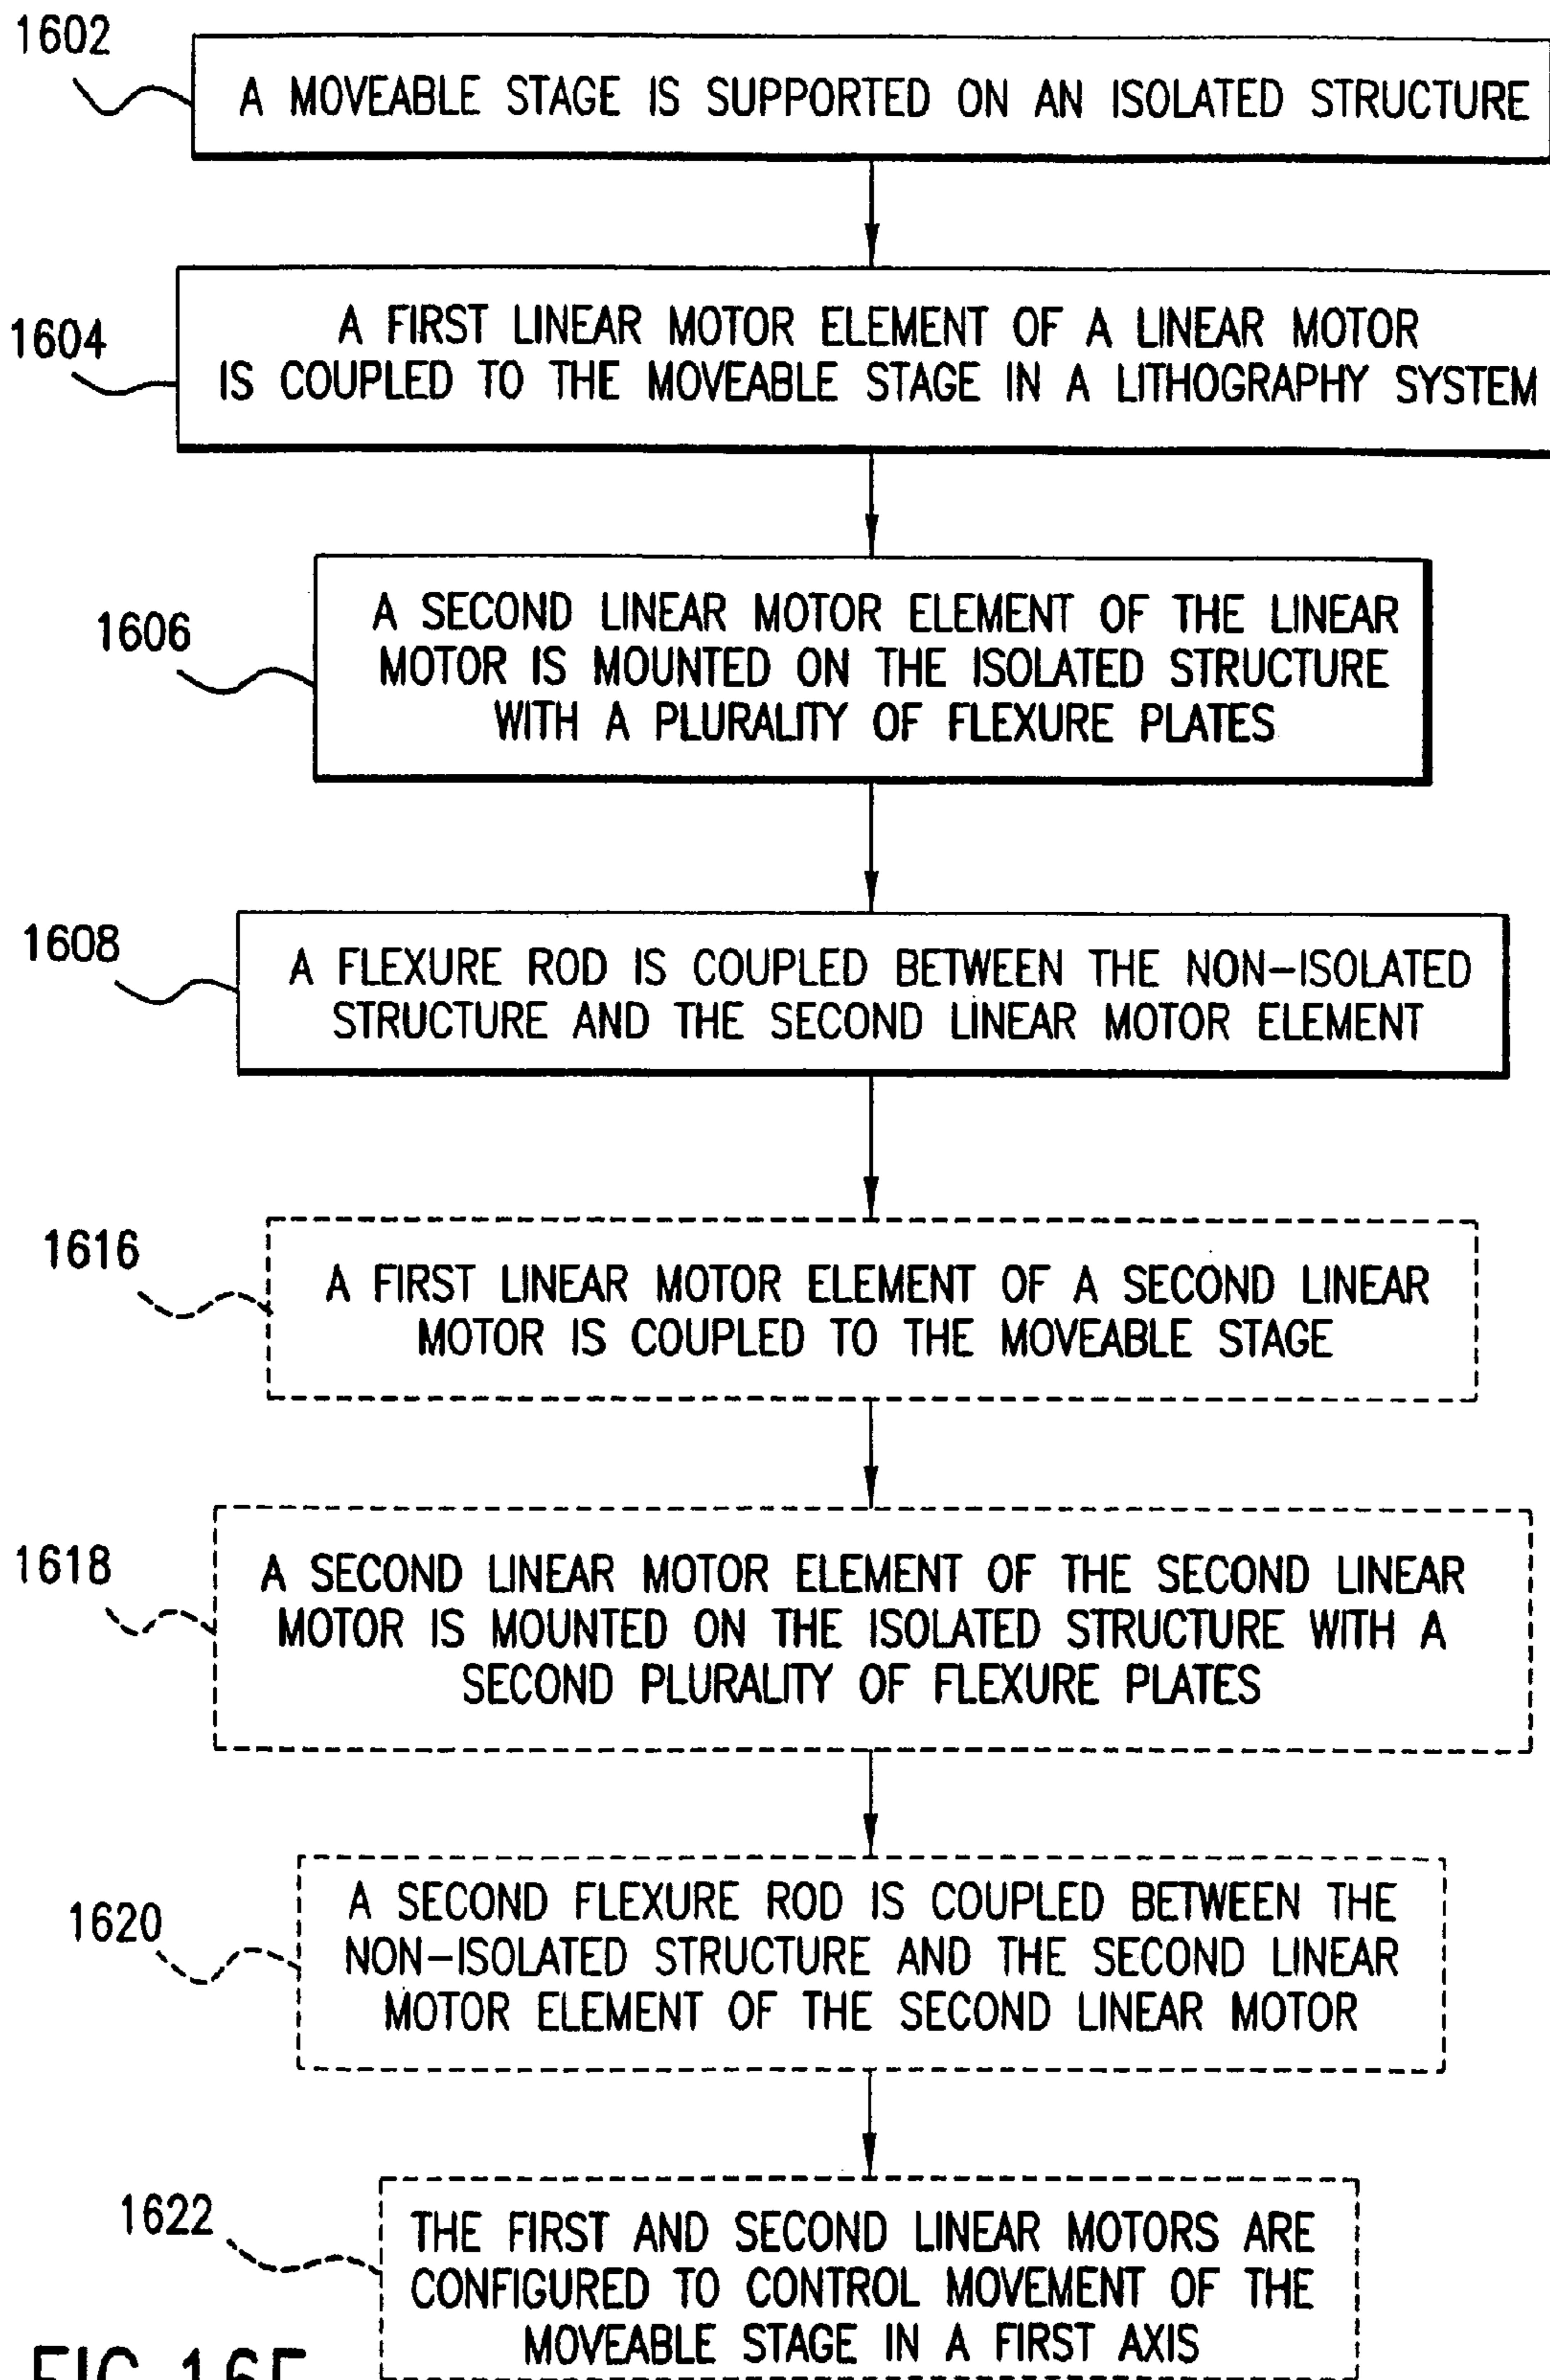 1602
A MOVEABLE STAGE IS SUPPORTED ON AN ISOLATED STRUCTURE
1604
A FIRST LINEAR MOTOR ELEMENT OF A LINEAR MOTOR
IS COUPLED TO THE MOVEABLE STAGE IN A LITHOGRAPHY SYSTEM
1606
A SECOND LINEAR MOTOR ELEMENT OF THE LINEAR
MOTOR IS MOUNTED ON THE ISOLATED STRUCTURE
WITH A PLURALITY OF FLEXURE PLATES
1608
A FLEXURE ROD IS COUPLED BETWEEN THE NON-ISOLATED
STRUCTURE AND THE SECOND LINEAR MOTOR ELEMENT
1616
A FIRST LINEAR MOTOR ELEMENT OF A SECOND LINEAR
MOTOR IS COUPLED TO THE MOVEABLE STAGE
1618
A SECOND LINEAR MOTOR ELEMENT OF THE SECOND LINEAR
MOTOR IS MOUNTED ON THE ISOLATED STRUCTURE WITH A
SECOND PLURALITY OF FLEXURE PLATES
1620
A SECOND FLEXURE ROD IS COUPLED BETWEEN THE
NON-ISOLATED STRUCTURE AND THE SECOND LINEAR
MOTOR ELEMENT OF THE SECOND LINEAR MOTOR
1622
THE FIRST AND SECOND LINEAR MOTORS ARE
CONFIGURED TO CONTROL MOVEMENT OF THE
MOVEABLE STAGE IN A FIRST AXIS
FIG.